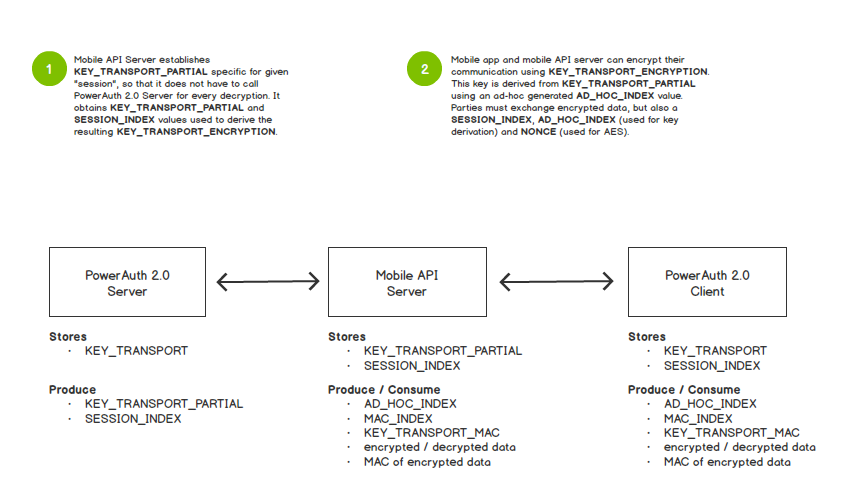 1
Mobile API Server establishes
KEY_TRANSPORT_PARTIAL specific for given
"session", so that it does not have to call
PowerAuth 2.0 Server for every decryption. It
obtains KEY_TRANSPORT_PARTIAL and
SESSION_INDEX values used to derive the
resulting KEY_TRANSPORT_ENCRYPTION.
2
Mobile app and mobile API server can encrypt their
communication using KEY_TRANSPORT_ENCRYPTION.
This key is derived from KEY_TRANSPORT_PARTIAL
using an ad-hoc generated AD_HOC_INDEX value.
Parties must exchange encrypted data, but also a
SESSION_INDEX, AD_HOC_INDEX (used for key
derivation) and NONCE (used for AES).
PowerAuth 2.0
Server
Stores
· KEY_TRANSPORT
Produce
· KEY_TRANSPORT_PARTIAL
· SESSION_INDEX
Mobile API
Server
Stores
· KEY_TRANSPORT_PARTIAL
· SESSION_INDEX
Produce / Consume
· AD_HOC_INDEX
· MAC_INDEX
· KEY_TRANSPORT_MAC
· encrypted / decrypted data
· MAC of encrypted data
PowerAuth 2.0
Client
Stores
· KEY_TRANSPORT
· SESSION_INDEX
Produce / Consume
· AD_HOC_INDEX
· MAC_INDEX
· KEY_TRANSPORT_MAC
· encrypted / decrypted data
· MAC of encrypted data